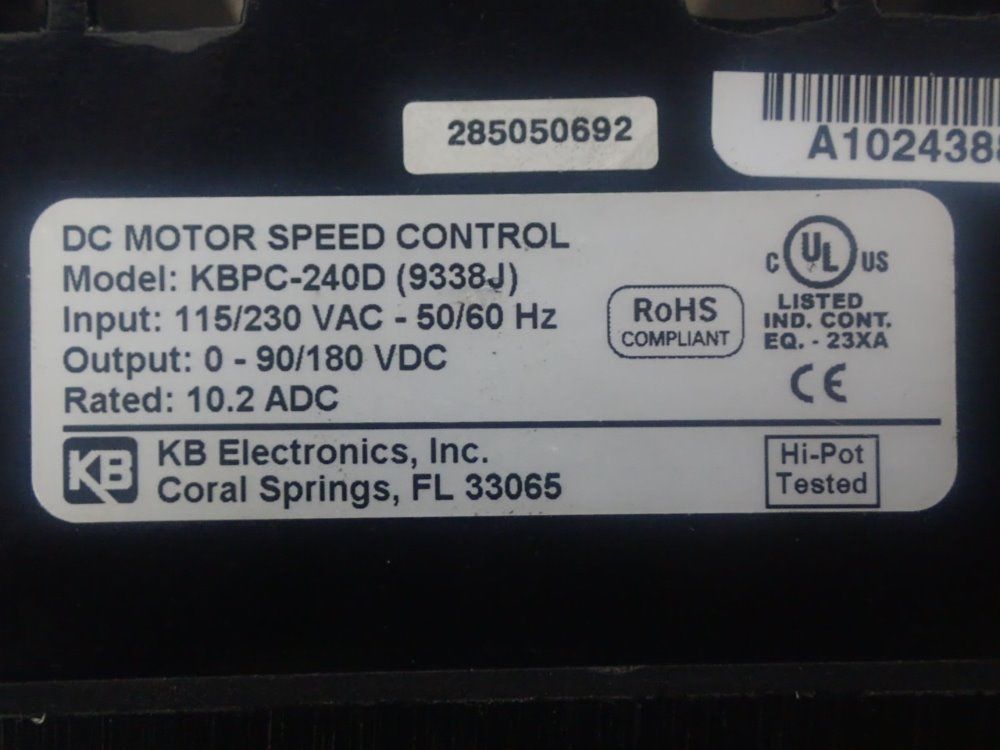 285050692
A102438
DC MOTOR SPEED CONTROL
Model: KBPC-240D (9338J)
Input: 115/230 VAC - 50/60 Hz
Output: 0 - 90/180 VDC
Rated: 10.2 ADC
RoHS
COMPLIANT
C UL US
LISTED
IND. CONT.
EQ. - 23XA
CE
KB
KB Electronics, Inc.
Coral Springs, FL 33065
Hi-Pot
Tested